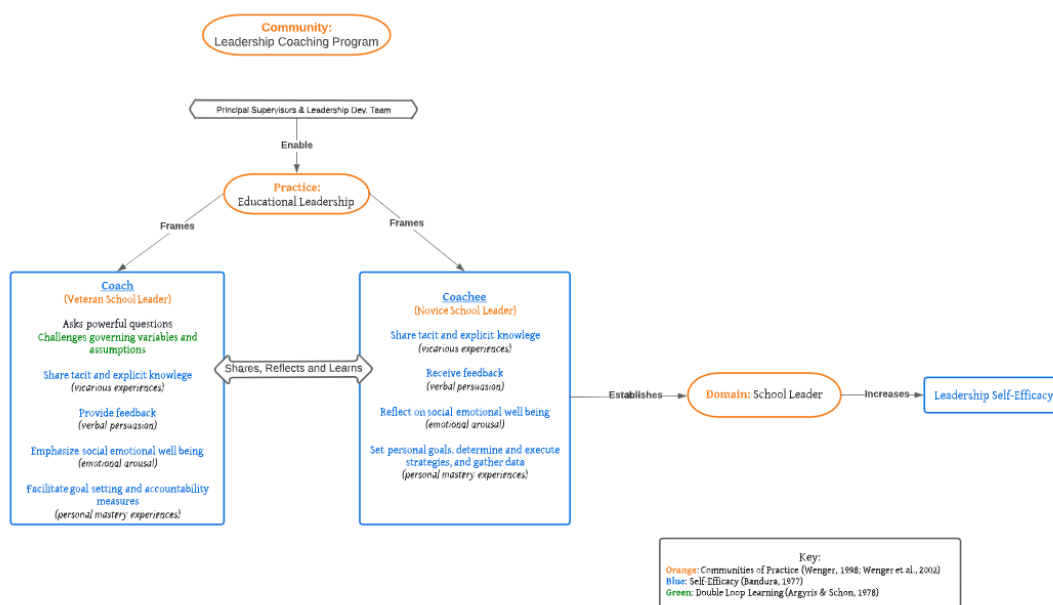 Community:
Leadership Coaching Program
Principal Supervisors & Leadership Dev. Team
Enable
Practice:
Educational Leadership
Frames
Frames
Coach
(Veteran School Leader)
Asks powerful questions
Challenges governing variables and
assumptions
Share tacit and explicit knowlege
(vicarious experiences)
Provide feedback
(verbal persuasion)
Emphasize social emotional well being
(emotional arousal)
Facilitate goal setting and accountability
measures
(personal mastery experiences)
Shares, Reflects and Learns
Coachee
(Novice School Leader)
Share tacit and explicit knowlege
(vicarious experiences)
Receive feedback
(verbal persuasion)
Reflect on social emotional well being
(emotional arousal)
Set personal goals, determine and execute
strategies, and gather data
(personal mastery experiences)
Establishes
Domain: School Leader
Increases
Leadership Self-Efficacy
Key:
Orange: Communities of Practice (Wenger, 1998; Wenger et al., 2002)
Blue: Self-Efficacy (Bandura, 1977)
Green: Double Loop Learning (Argyris & Schon, 1978)